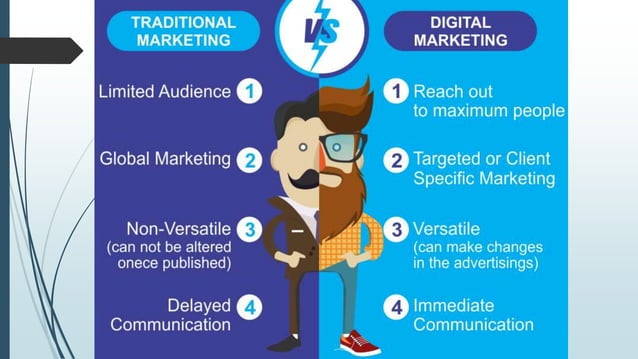 TRADITIONAL
MARKETING
VS
DIGITAL
MARKETING
Limited Audience 1
Global Marketing 2
Non-Versatile 3
(can not be altered
onece published)
Delayed 4
Communication
1 Reach out
to maximum people
2 Targeted or Client
Specific Marketing
3 Versatile
(can make changes
in the advertisings)
4 Immediate
Communication